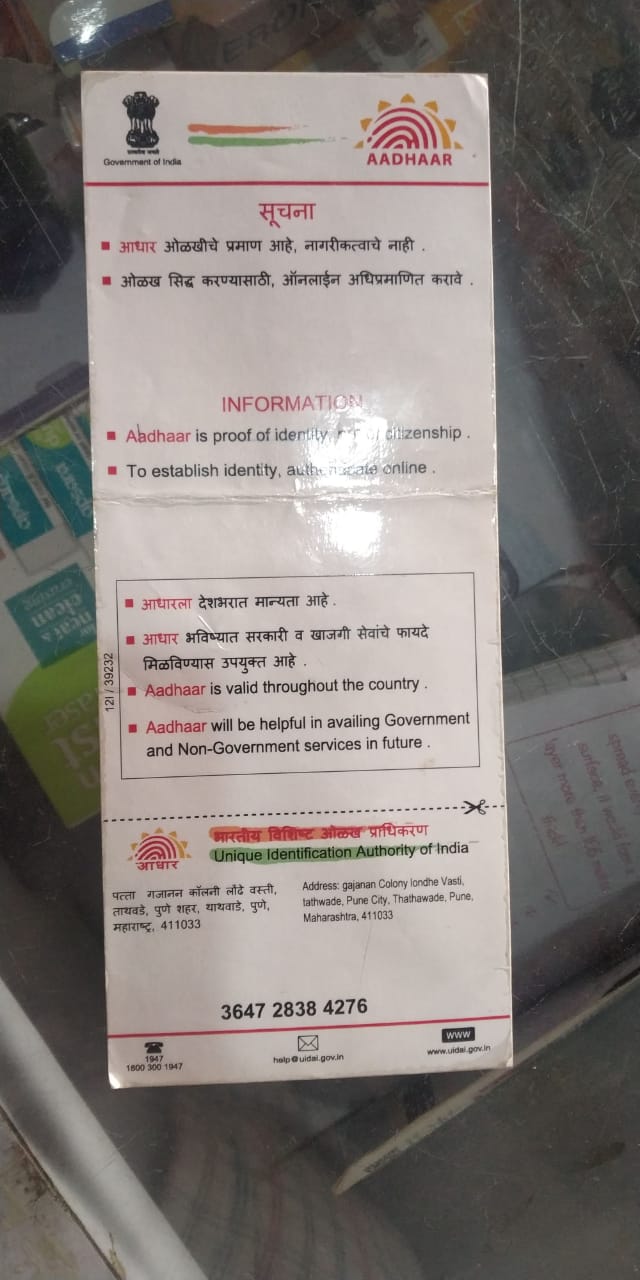 सत्यमेव जयते
Government of India
AADHAAR
सूचना
आधार ओळखीचे प्रमाण आहे, नागरीकत्वाचे नाही .
ओळख सिद्ध करण्यासाठी, ऑनलाईन अधिप्रमाणित करावे .
INFORMATION
Aadhaar is proof of identity, not of citizenship .
To establish identity, authenticate online .
आधारला देशभरात मान्यता आहे .
आधार भविष्यात सरकारी व खाजगी सेवांचे फायदे
मिळविण्यास उपयुक्त आहे .
Aadhaar is valid throughout the country .
Aadhaar will be helpful in availing Government
and Non-Government services in future .
12I / 39232
आधार
भारतीय विशिष्ट ओळख प्राधिकरण
Unique Identification Authority of India
पत्ता गजानन कॉलनी लोंढे वस्ती,
ताथवडे, पुणे शहर, थाथवाडे, पुणे,
महाराष्ट्र, 411033
Address: gajanan Colony londhe Vasti,
tathwade, Pune City, Thathawade, Pune,
Maharashtra, 411033
3647 2838 4276
1947
1800 300 1947
help@uidai.gov.in
www
www.uidai.gov.in